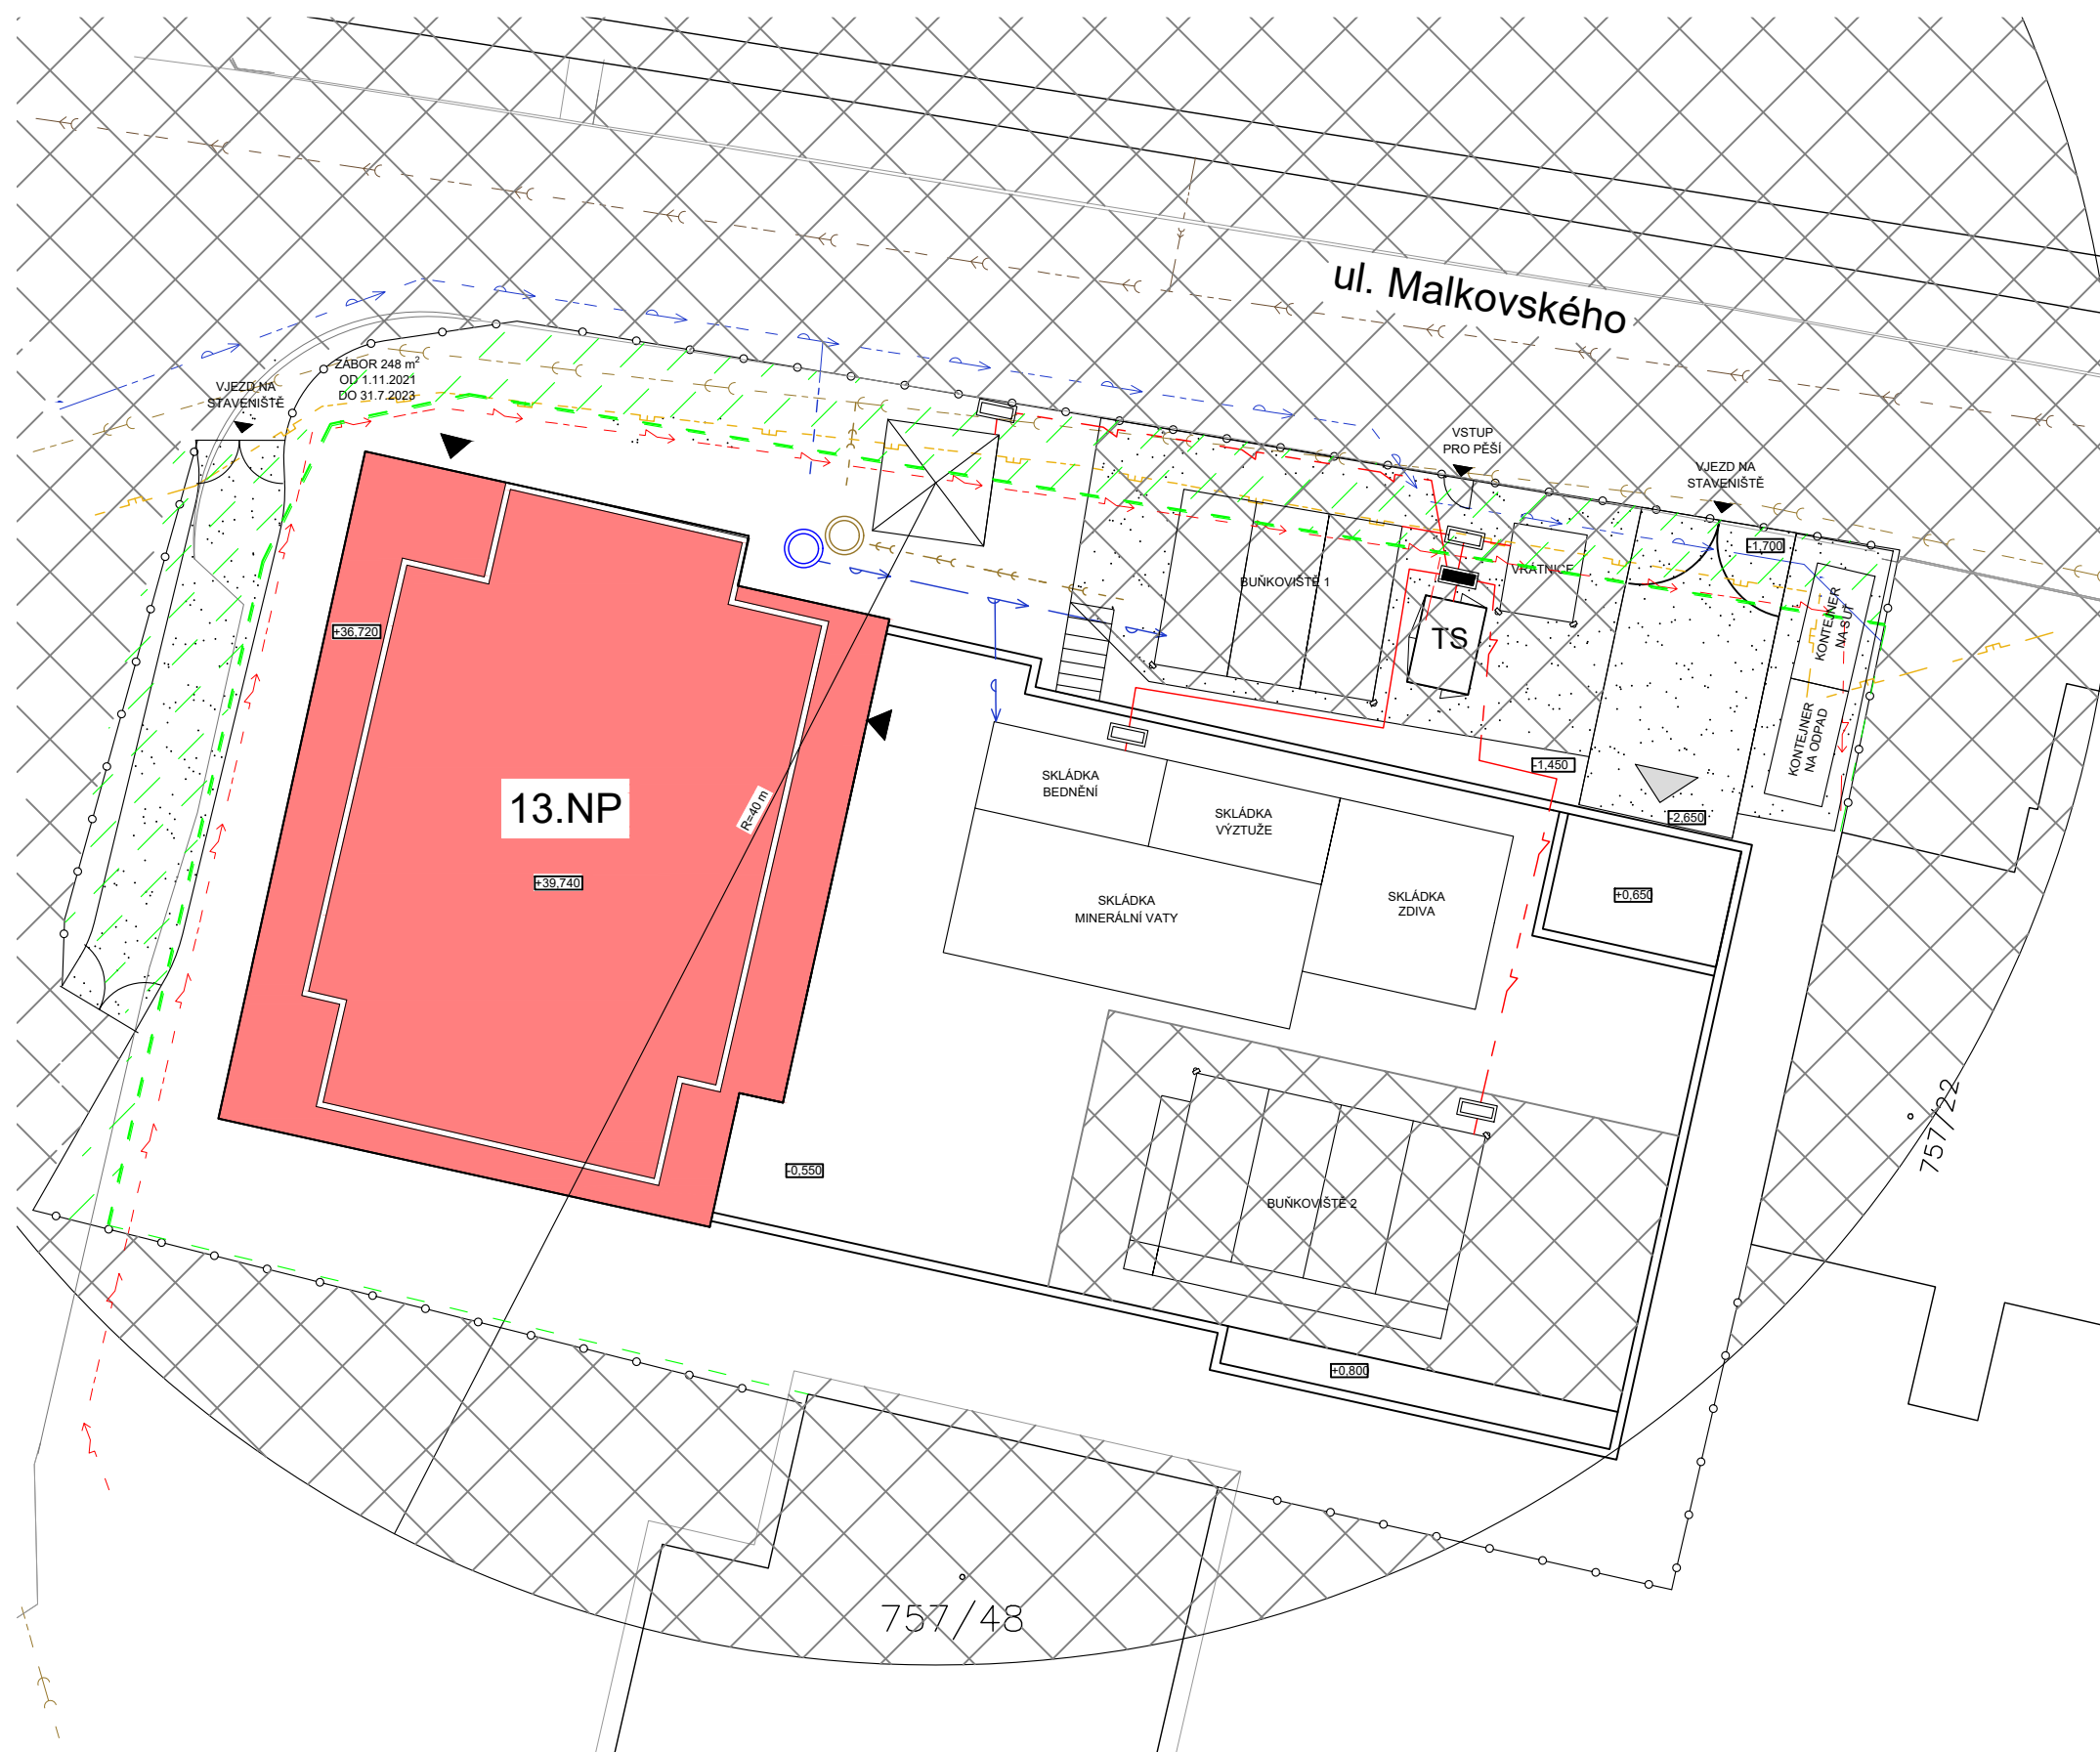 ul. Malkovského
ZÁBOR 248 m²
OD 1.11.2021
DO 31.7.2023
VJEZD NA
STAVENIŠTĚ
VSTUP
PRO PĚŠÍ
VJEZD NA
STAVENIŠTĚ
-1,700
BUŇKOVIŠTĚ 1
VRÁTNICE
KONTEJNER
NA SUŤ
+36,720
TS
KONTEJNER
NA ODPAD
-1,450
SKLÁDKA
BEDNĚNÍ
13.NP
R=40 m
SKLÁDKA
VÝZTUŽE
-2,650
+39,740
SKLÁDKA
MINERÁLNÍ VATY
SKLÁDKA
ZDIVA
+0,650
757/22
-0,550
BUŇKOVIŠTĚ 2
+0,800
757/48